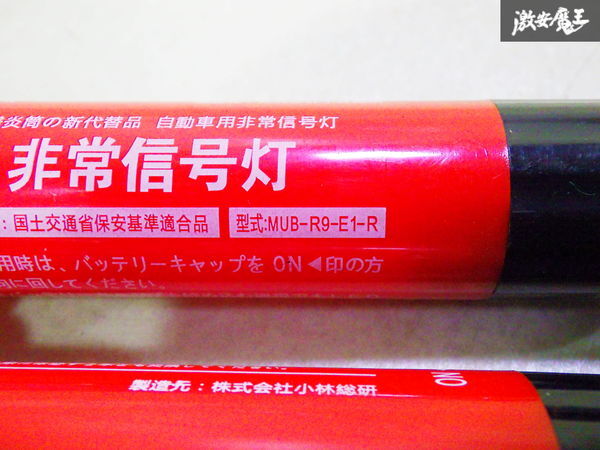 激安魔王
炎筒の新代替品 自動車用非常信号灯
非常信号灯
：国土交通省保安基準適合品 型式:MUB-R9-E1-R
用時は、バッテリーキャップを ON◀印の方
向に回してください。
製造元：株式会社小林総研
NO